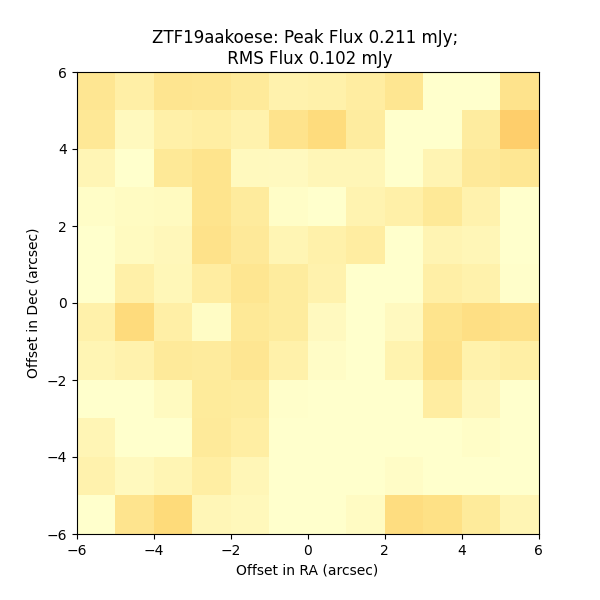 ZTF19aakoese: Peak Flux 0.211 mJy;
RMS Flux 0.102 mJy
6
4
2
0
−2
−4
−6
Offset in Dec (arcsec)
−6 −4 −2 0 2 4 6
Offset in RA (arcsec)